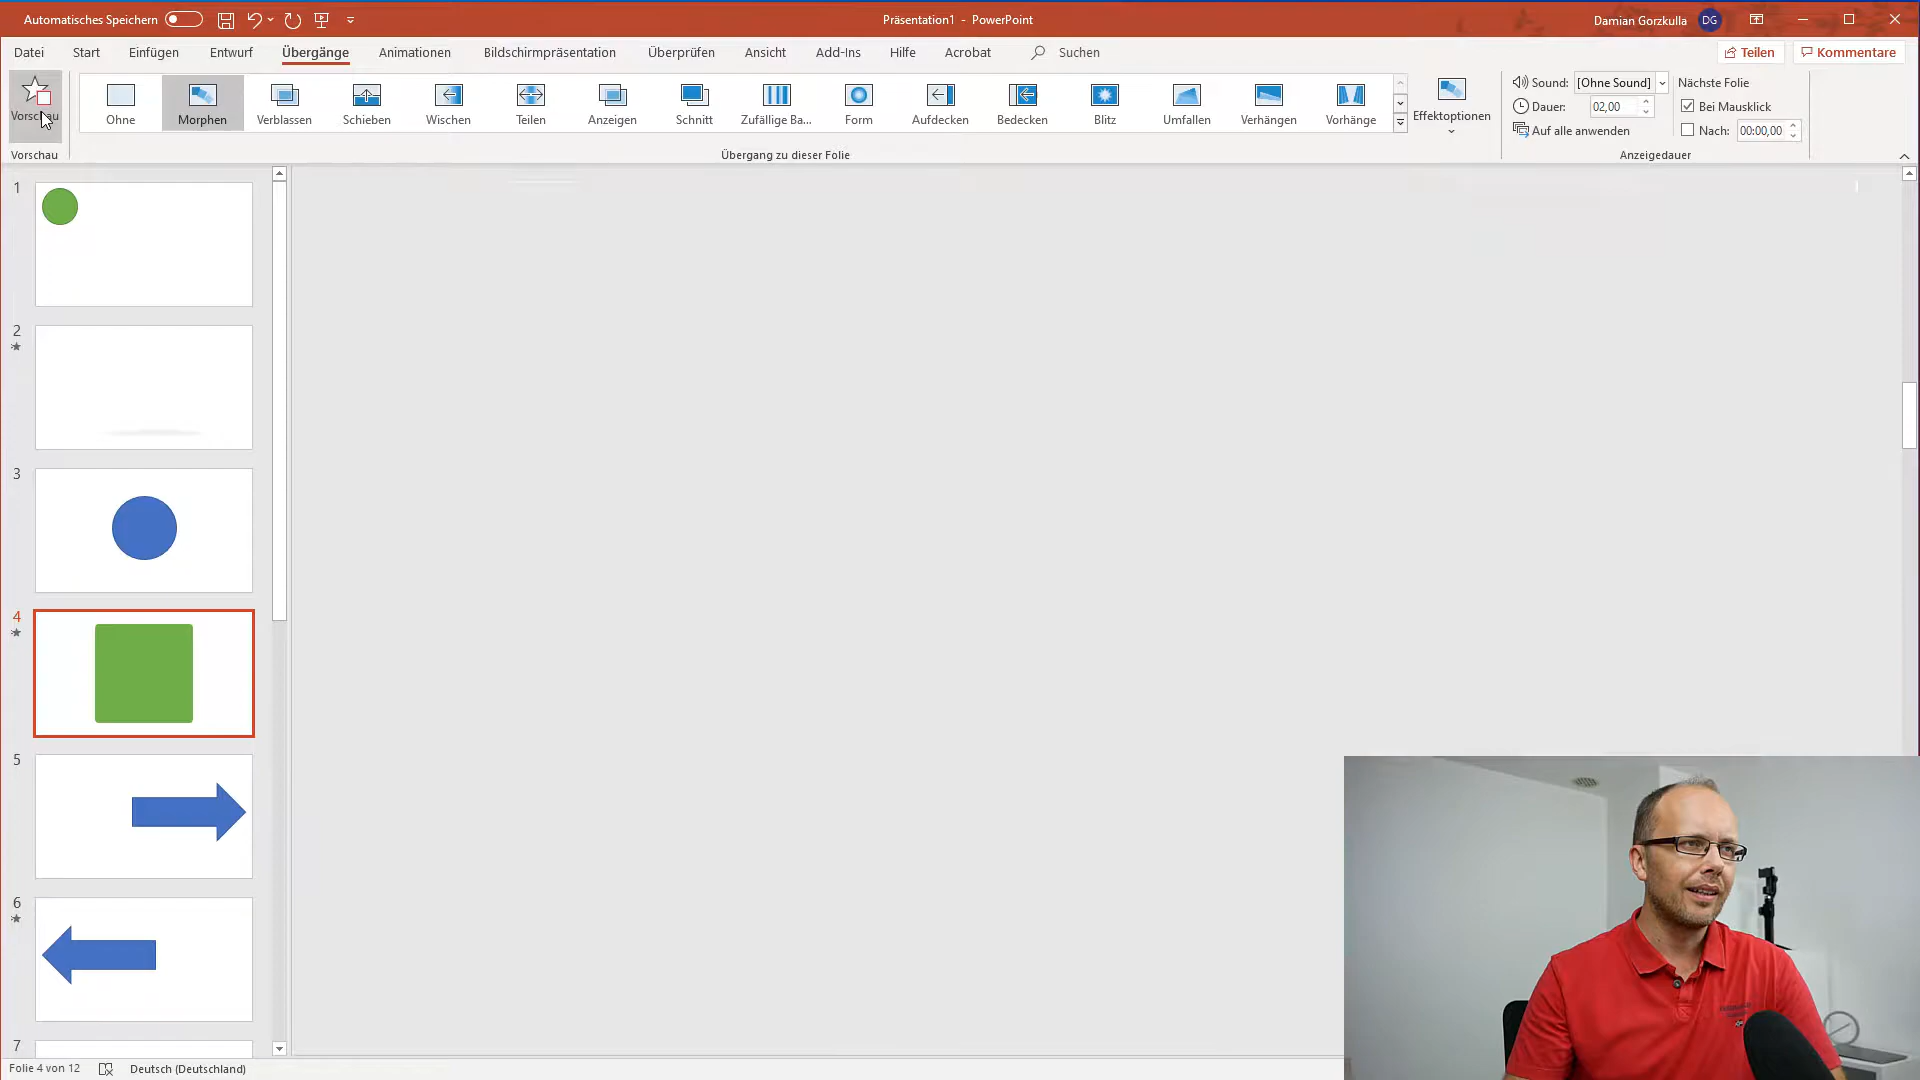 Automatisches Speichern
Präsentation1 - PowerPoint
Damian Gorzkulla DG
Datei Start Einfügen Entwurf Übergänge Animationen Bildschirmpräsentation Überprüfen Ansicht Add-Ins Hilfe Acrobat Suchen Teilen Kommentare
Vorschau
Ohne Morphen Verblassen Schieben Wischen Teilen Anzeigen Schnitt Zufällige Ba... Form Aufdecken Bedecken Blitz Umfallen Verhängen Vorhänge
Effektoptionen
Sound: [Ohne Sound]
Dauer: 02,00
Auf alle anwenden
Nächste Folie
Bei Mausklick
Nach: 00:00,00
Vorschau
Übergang zu dieser Folie
Anzeigedauer
1
2
3
4
5
6
7
Folie 4 von 12 Deutsch (Deutschland)